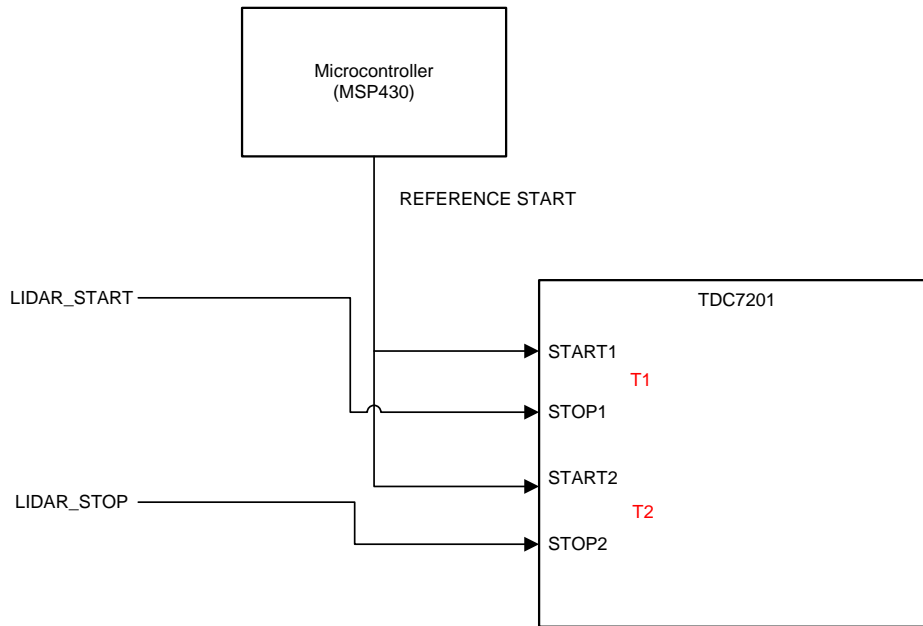 Microcontroller
(MSP430)
REFERENCE START
LIDAR_START
TDC7201
START1
T1
STOP1
START2
LIDAR_STOP
T2
STOP2